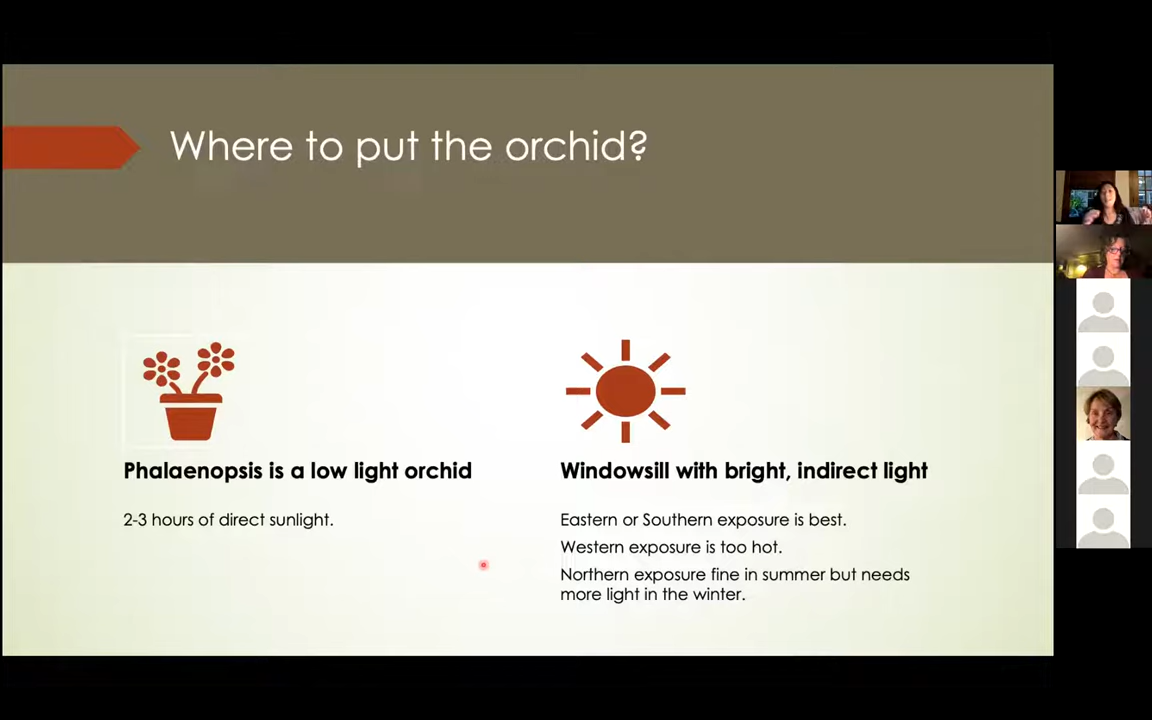 Where to put the orchid?
Phalaenopsis is a low light orchid
2-3 hours of direct sunlight.
Windowsill with bright, indirect light
Eastern or Southern exposure is best.
Western exposure is too hot.
Northern exposure fine in summer but needs
more light in the winter.